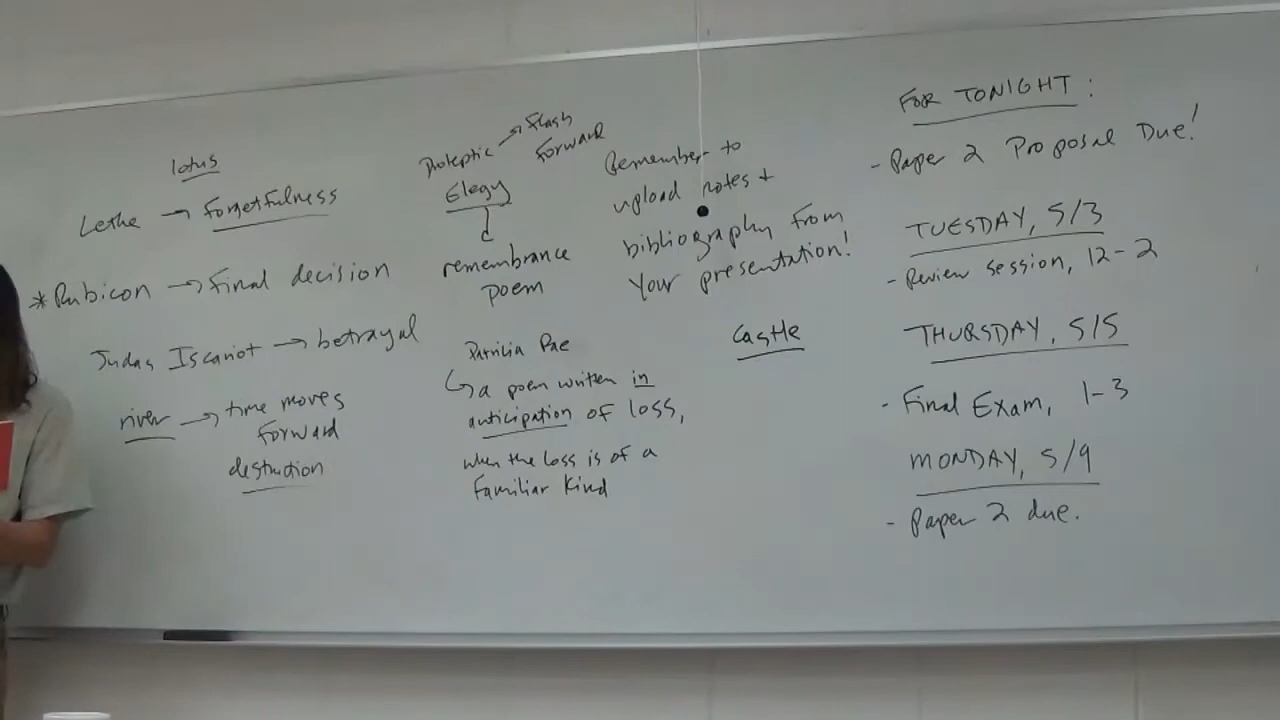 lotus
Lethe → Forgetfulness
*Rubicon → Final decision
Judas Iscariot → betrayal
river → time moves
Forward
destruction
Proleptic → Flash
Forward
Elegy
remembrance
poem
Patricia Rae
↳ a poem written in
anticipation of loss,
when the loss is of a
Familiar Kind
Remember to
upload notes +
bibliography from
Your presentation!
Castle
FOR TONIGHT:
- Paper 2 Proposal Due!
TUESDAY, 5/3
- Review Session, 12-2
THURSDAY, 5/5
- Final Exam, 1-3
MONDAY, 5/9
- Paper 2 due.